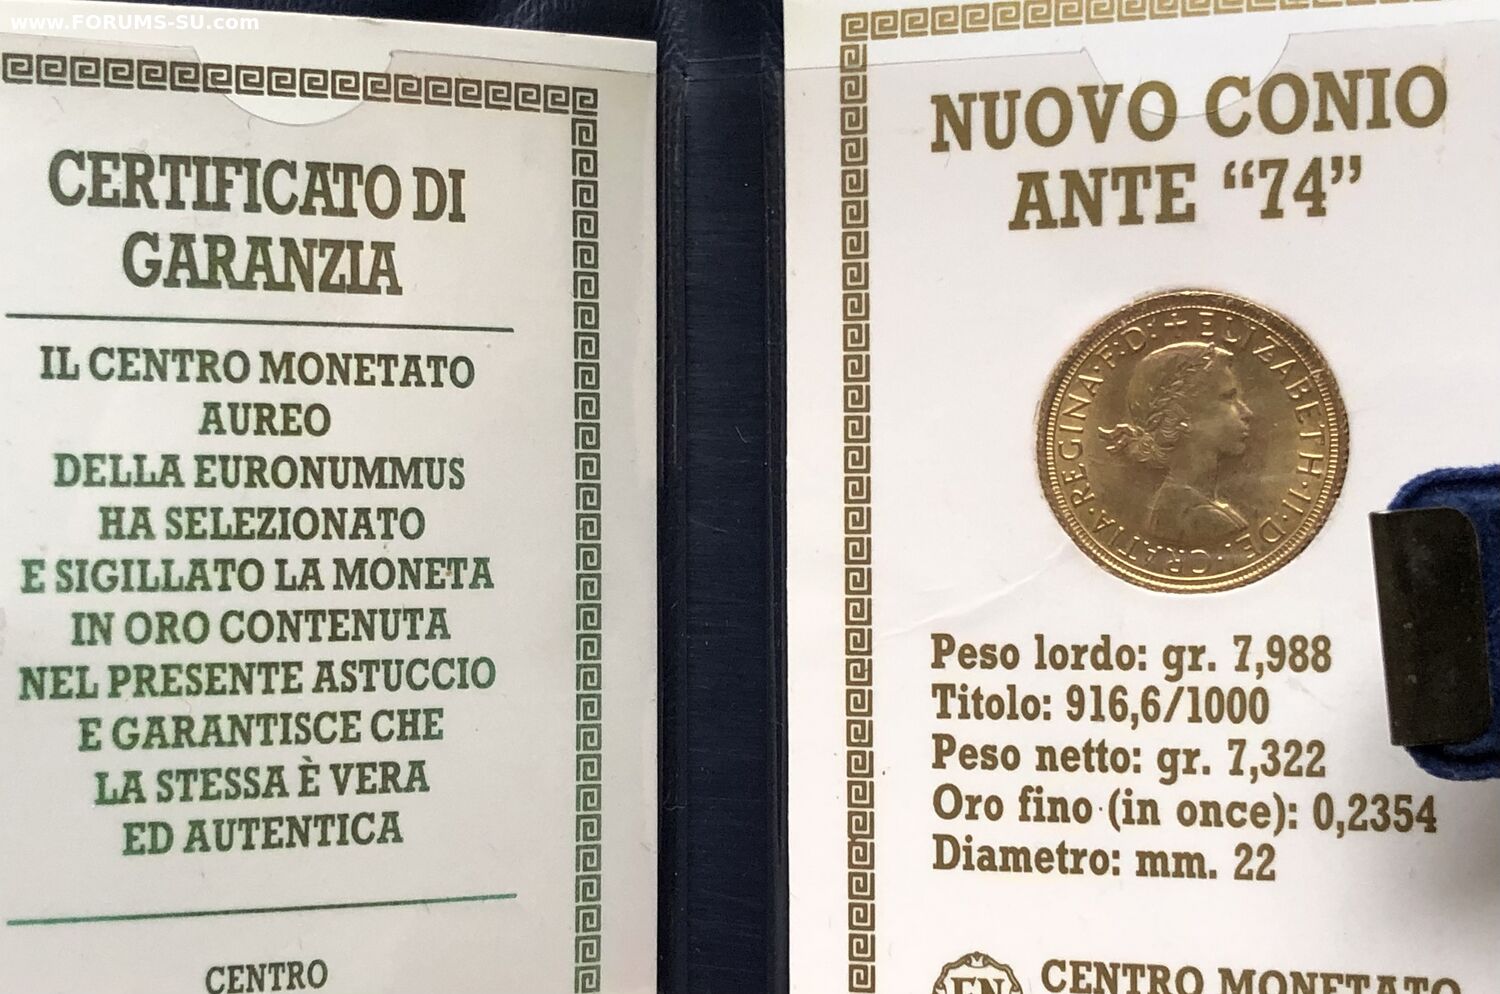 www.FORUMS-SU.com
CERTIFICATO DI
GARANZIA
IL CENTRO MONETATO
AUREO
DELLA EURONUMMUS
HA SELEZIONATO
E SIGILLATO LA MONETA
IN ORO CONTENUTA
NEL PRESENTE ASTUCCIO
E GARANTISCE CHE
LA STESSA È VERA
ED AUTENTICA
CENTRO
NUOVO CONIO
ANTE “74”
+ ELIZABETH·II·DEI·GRATIA·REGINA·F:D:
Peso lordo: gr. 7,988
Titolo: 916,6/1000
Peso netto: gr. 7,322
Oro fino (in once): 0,2354
Diametro: mm. 22
EN
CENTRO MONETATO